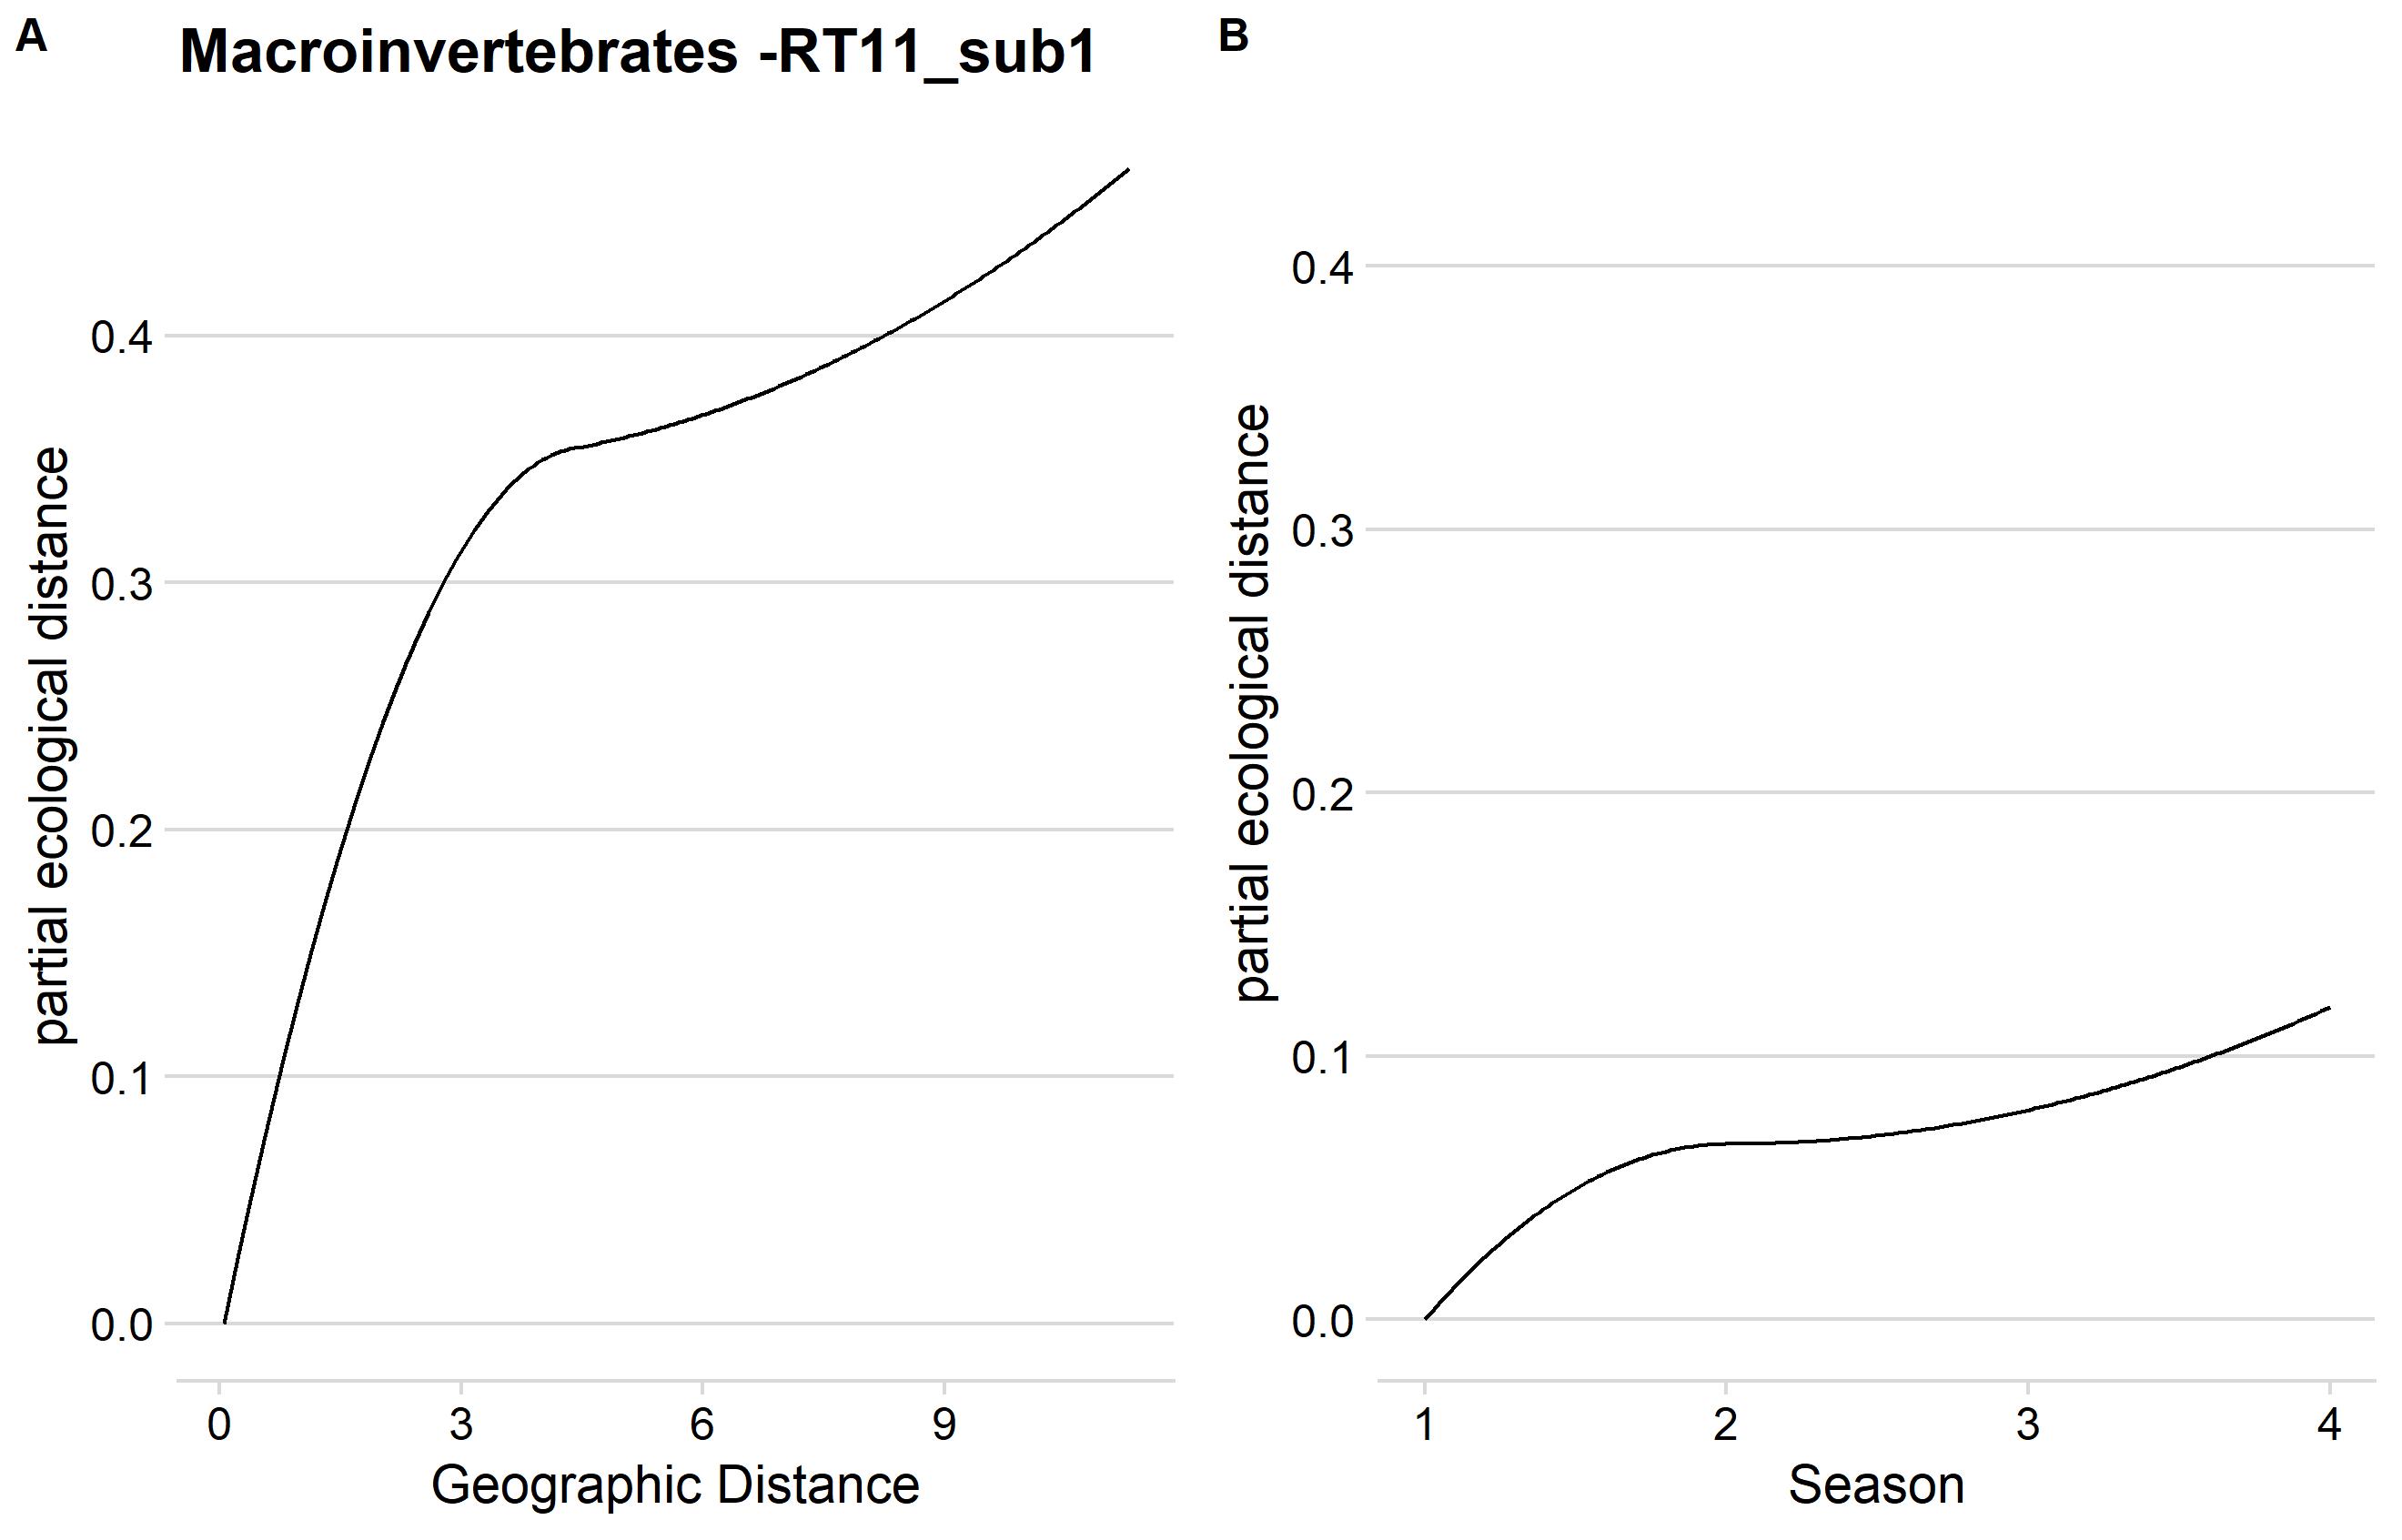 A
Macroinvertebrates -RT11_sub1
partial ecological distance
0.4
0.3
0.2
0.1
0.0
0 3 6 9
Geographic Distance
B
partial ecological distance
0.4
0.3
0.2
0.1
0.0
1 2 3 4
Season